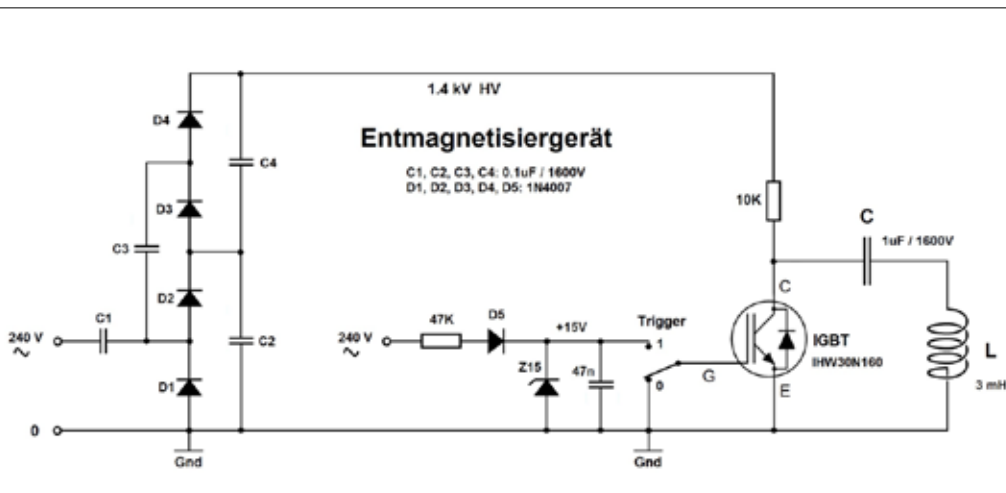 1.4 kV HV
Entmagnetisiergerät
C1, C2, C3, C4: 0.1uF / 1600V
D1, D2, D3, D4, D5: 1N4007
D4
C4
D3
C3
D2
240 V
~
C1
C2
D1
0
Gnd
240 V
~
47K
D5
+15V
Z15
47n
Trigger
1
0
G
Gnd
10K
C
1uF / 1600V
C
IGBT
IHW30N160
E
L
3 mH